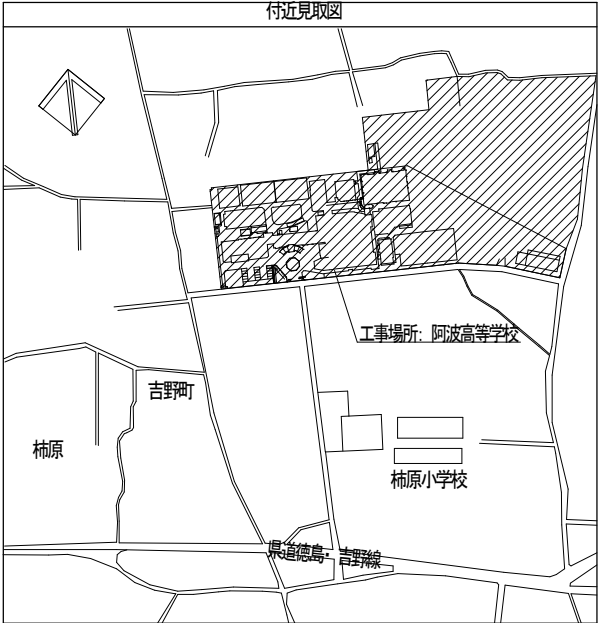 付近見取図
工事場所: 阿波高等学校
吉野町
柿原
柿原小学校
県道徳島・吉野線